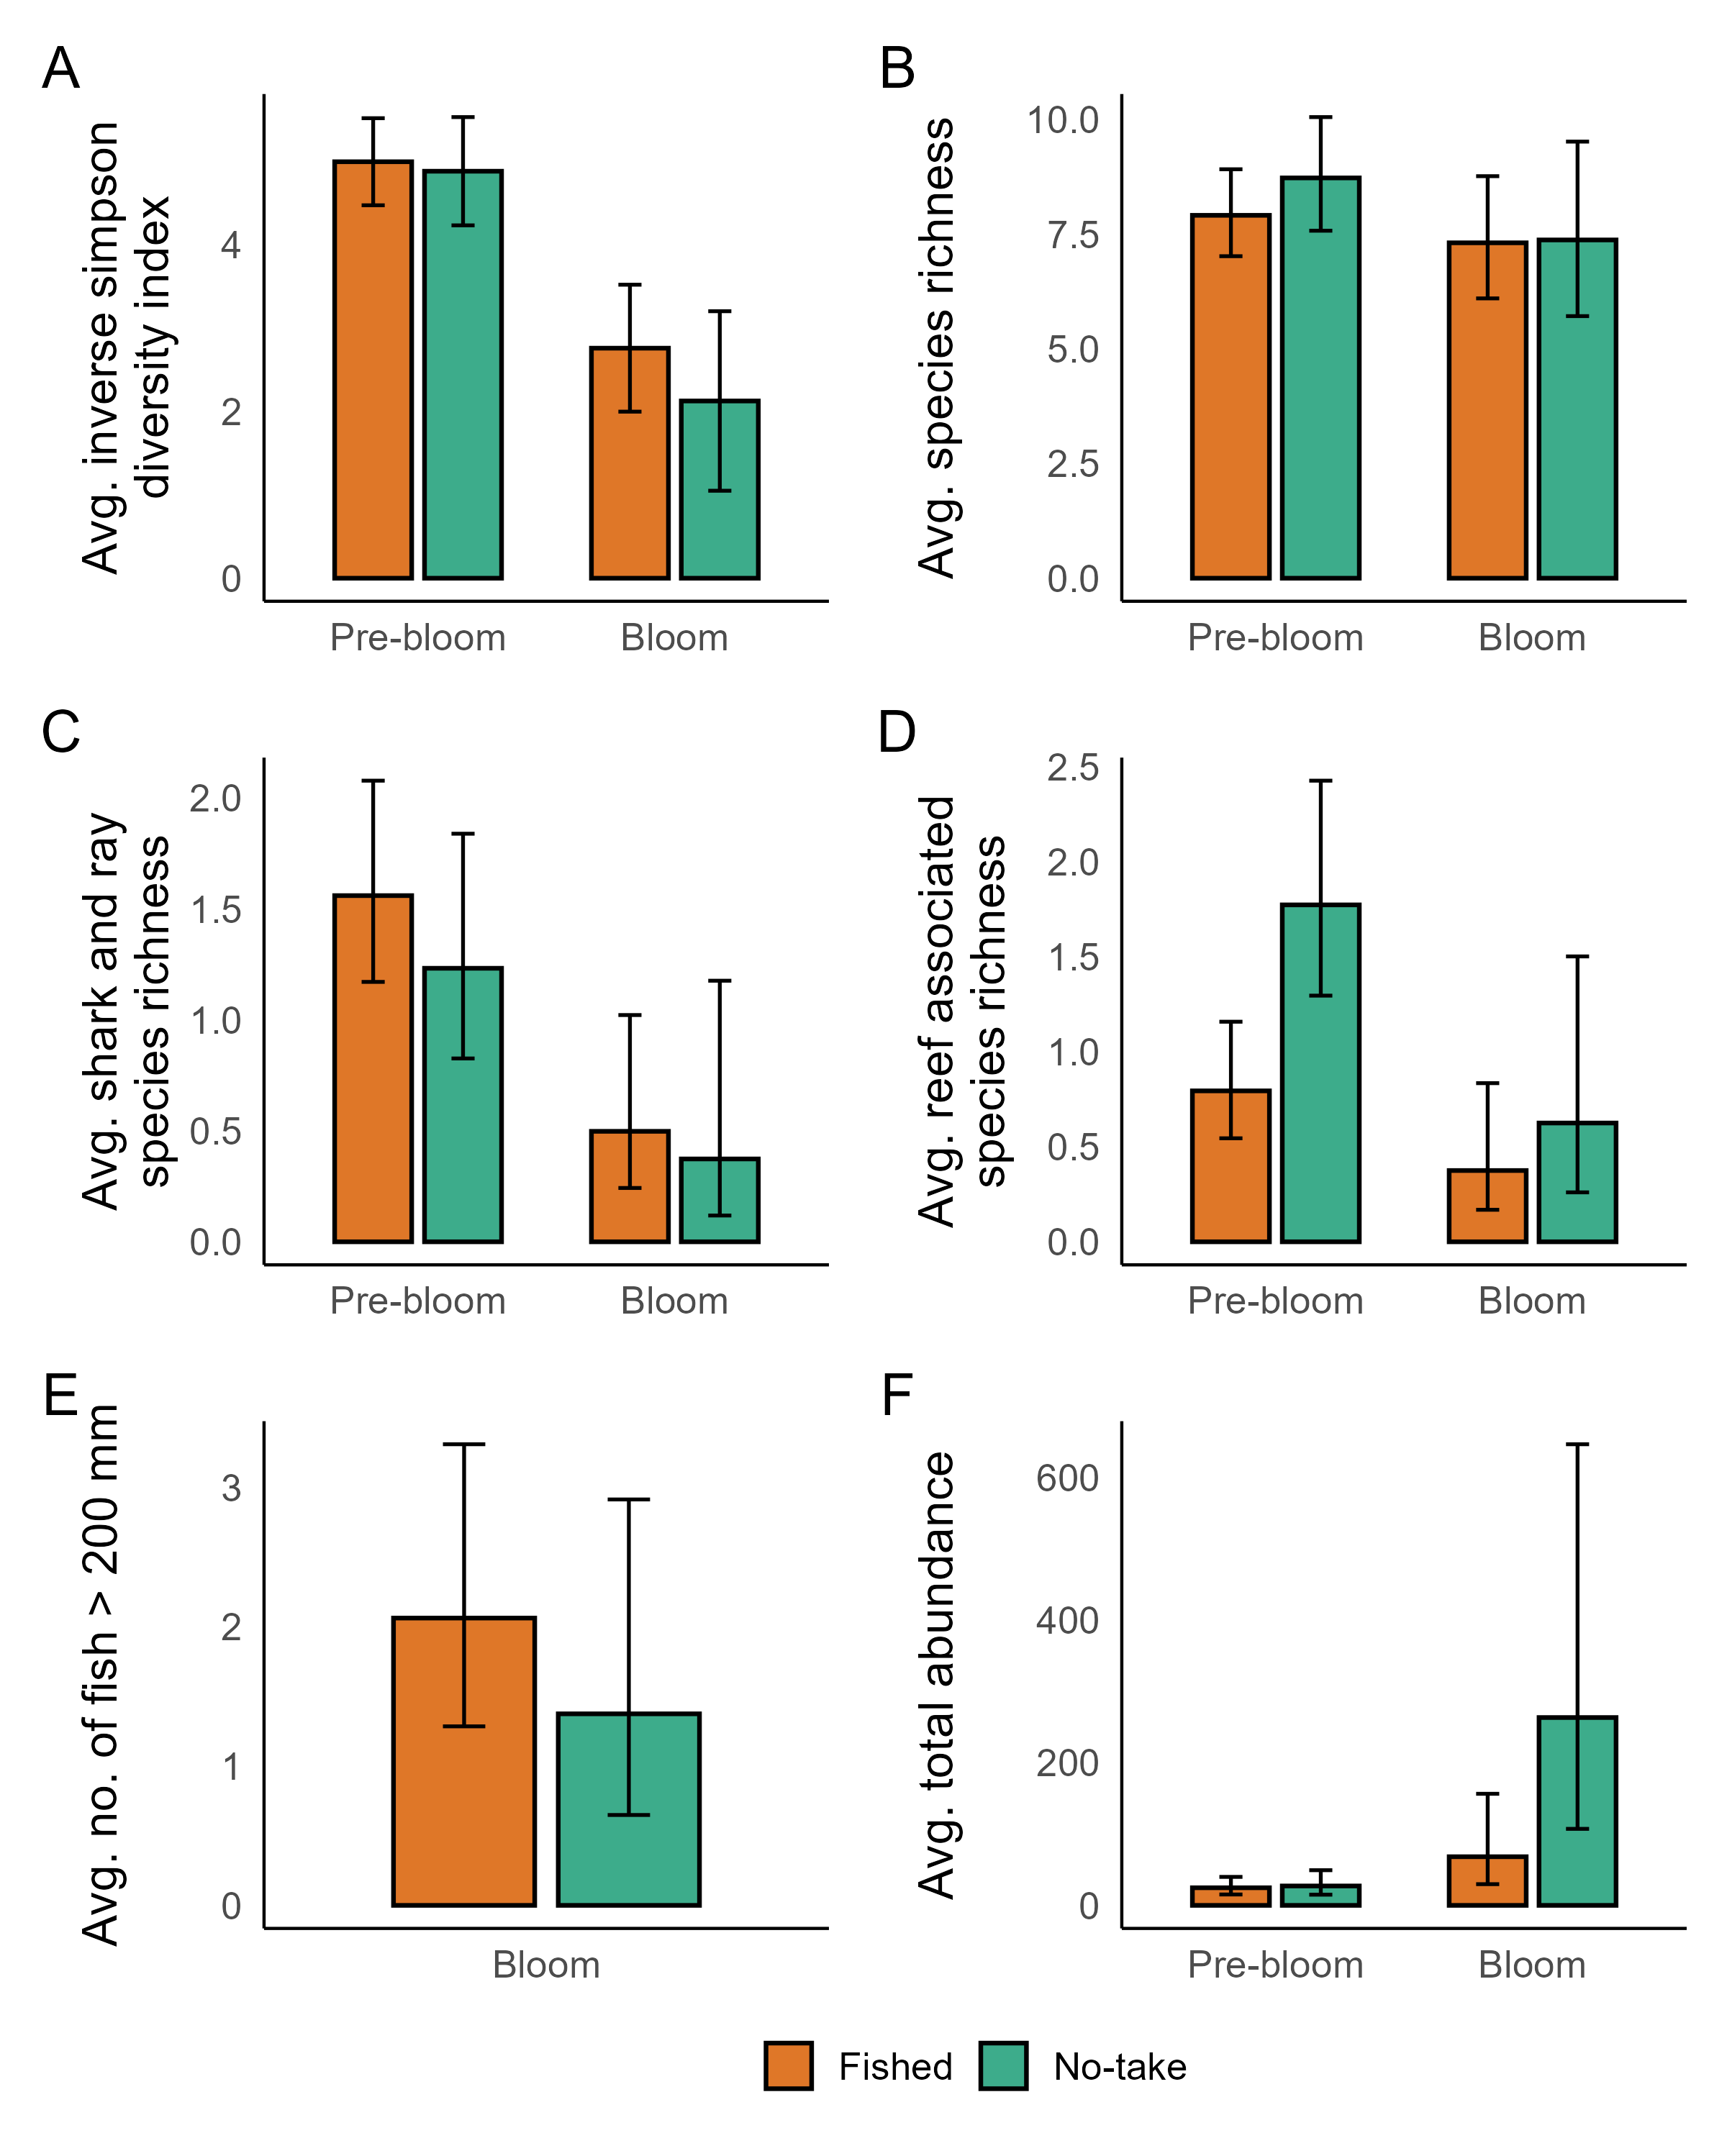 A
Avg. inverse simpson
diversity index
4
2
0
Pre-bloom
Bloom
B
Avg. species richness
10.0
7.5
5.0
2.5
0.0
Pre-bloom
Bloom
C
Avg. shark and ray
species richness
2.0
1.5
1.0
0.5
0.0
Pre-bloom
Bloom
D
Avg. reef associated
species richness
2.5
2.0
1.5
1.0
0.5
0.0
Pre-bloom
Bloom
E
Avg. no. of fish > 200 mm
3
2
1
0
Bloom
F
Avg. total abundance
600
400
200
0
Pre-bloom
Bloom
Fished
No-take